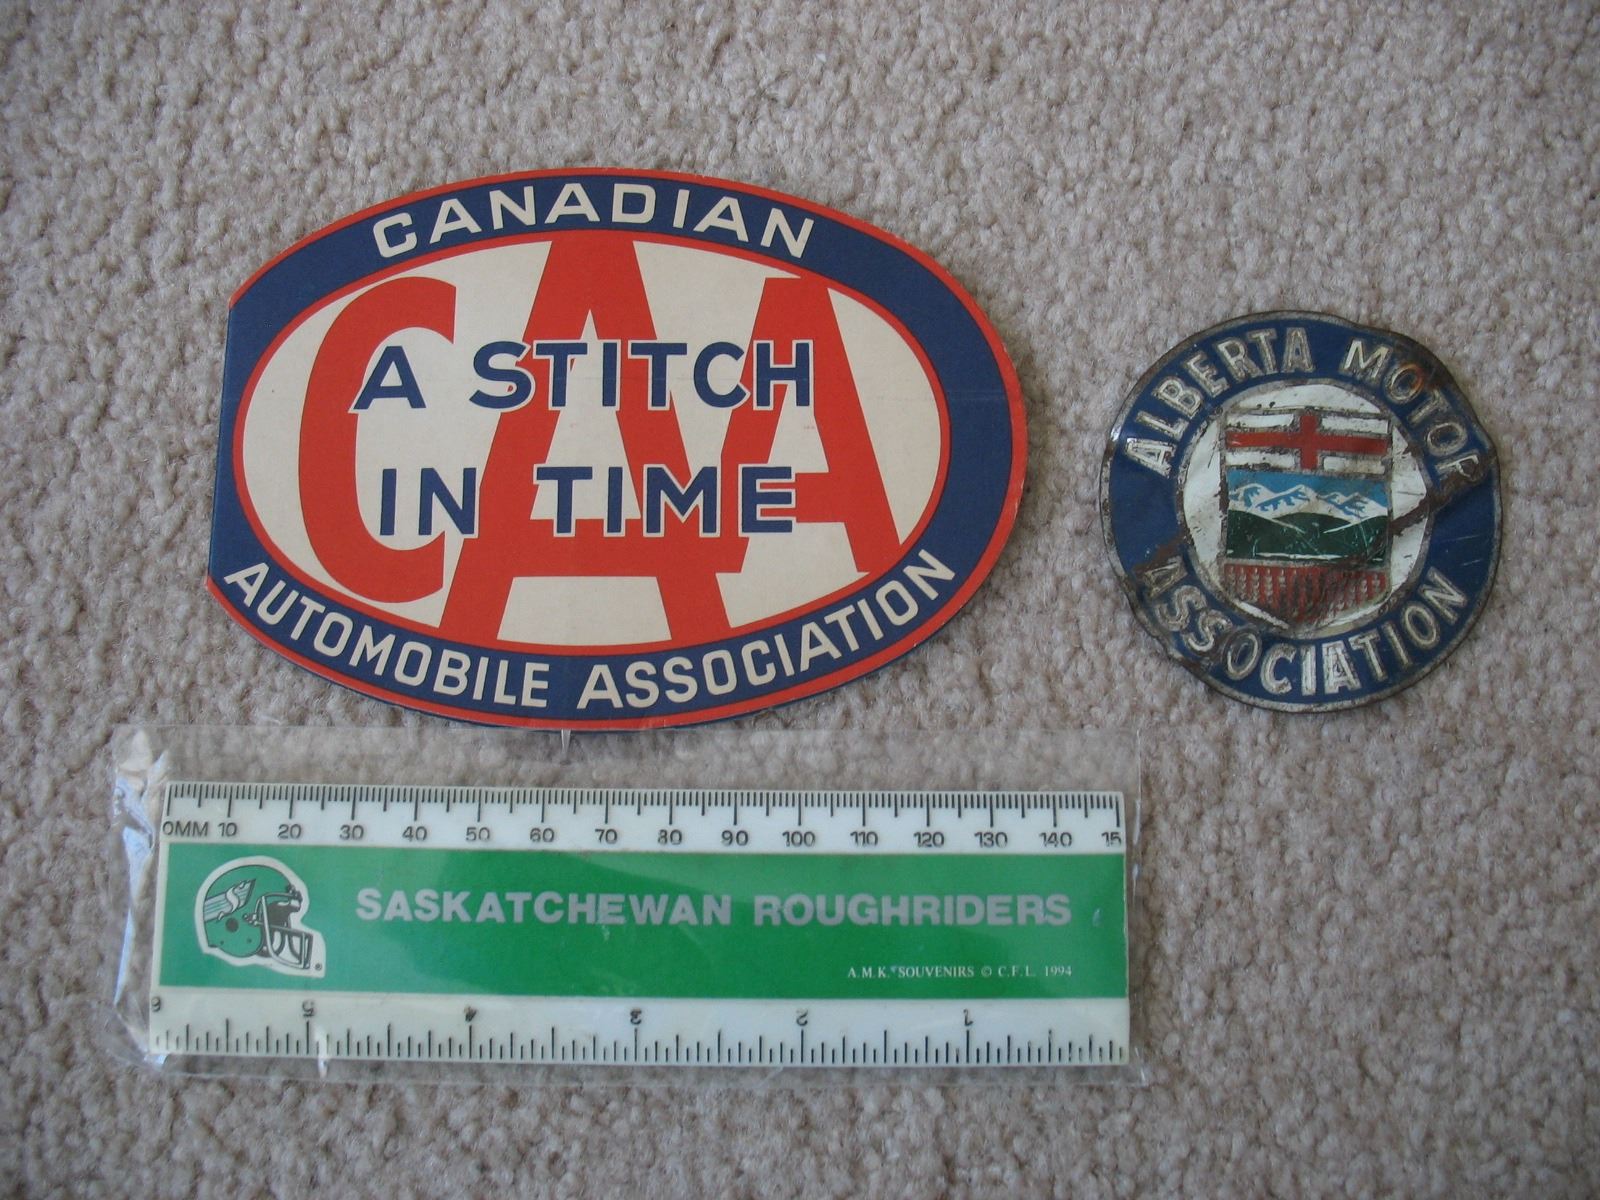 CANADIAN
A STITCH
IN TIME
CAA
AUTOMOBILE ASSOCIATION
ALBERTA MOTOR
ASSOCIATION
0MM 10 20 30 40 50 60 70 80 90 100 110 120 130 140 15
SASKATCHEWAN ROUGHRIDERS
A.M.K. SOUVENIRS © C.F.L. 1994
6 5 4 3 2 1